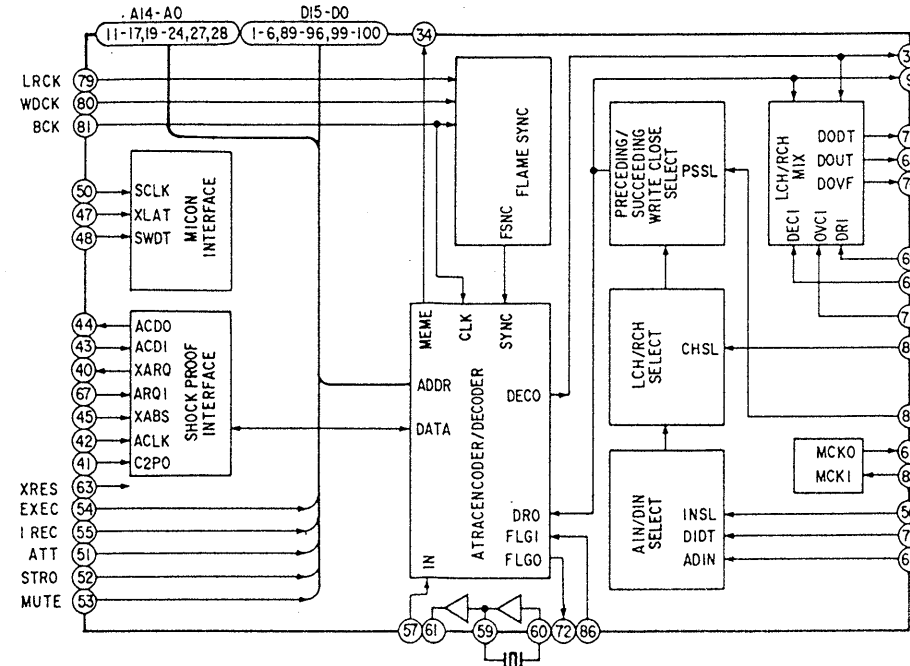 A14-A0
D15-D0
11-17,19-24,27,28
1-6,89-96,99-100
34
LRCK 79
WDCK 80
BCK 81
50 SCLK
47 XLAT
48 SWDT
MICON
INTERFACE
44 ACDO
43 ACDI
40 XARQ
67 ARQI
45 XABS
42 ACLK
41 C2PO
SHOCK PROOF
INTERFACE
XRES 63
EXEC 54
I REC 55
ATT 51
STRO 52
MUTE 53
FLAME SYNC
FSNC
MEME
CLK
SYNC
ADDR
DATA
DECO
DRO
FLGI
FLGO
IN
ATRACENCODER/DECODER
57
61
59
60
72
86
PRECEDING/
SUCCEEDING
WRITE CLOSE
SELECT
PSSL
LCH/RCH
SELECT
CHSL
AIN/DIN
SELECT
INSL
DIDT
ADIN
LCH/RCH
MIX
DODT
DOUT
DOVF
DECI
OVCI
DRI
MCKO
MCKI